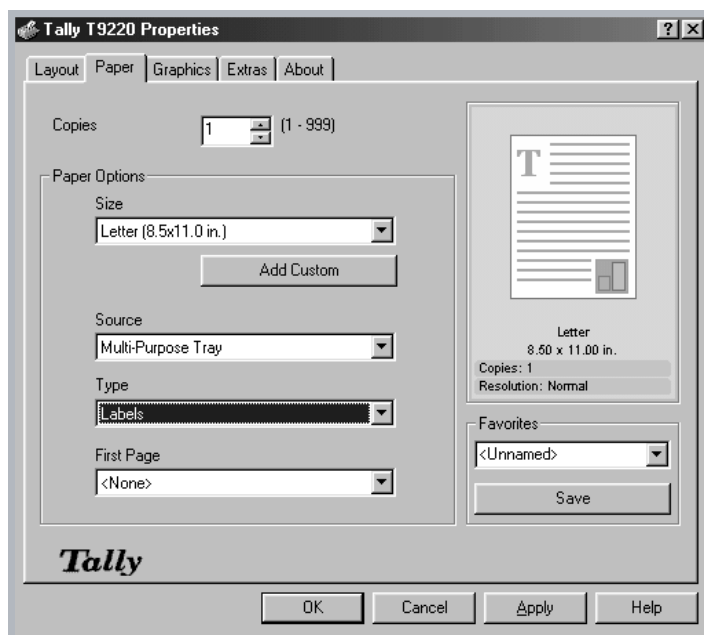 Tally T9220 Properties
? X
Layout Paper Graphics Extras About
Copies 1 (1 - 999)
Paper Options
Size
Letter (8.5x11.0 in.)
Add Custom
Source
Multi-Purpose Tray
Type
Labels
First Page
<None>
T
Letter
8.50 x 11.00 in.
Copies: 1
Resolution: Normal
Favorites
<Unnamed>
Save
Tally
OK Cancel Apply Help